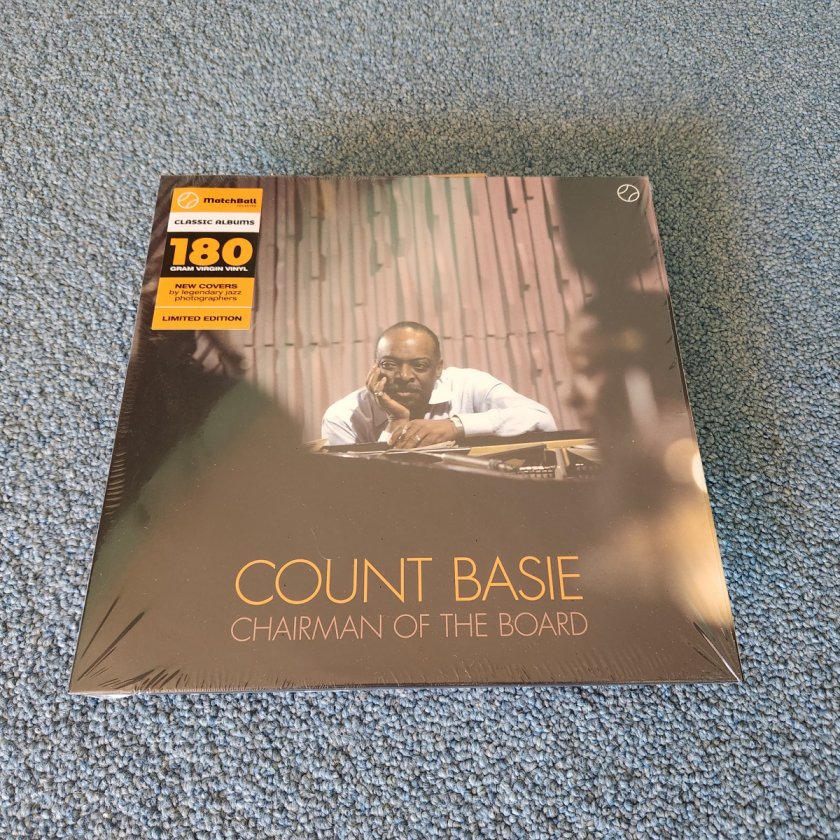 MatchBall
CLASSIC ALBUMS
180
GRAM VIRGIN VINYL
NEW COVERS
by legendary jazz
photographers
LIMITED EDITION
COUNT BASIE
CHAIRMAN OF THE BOARD